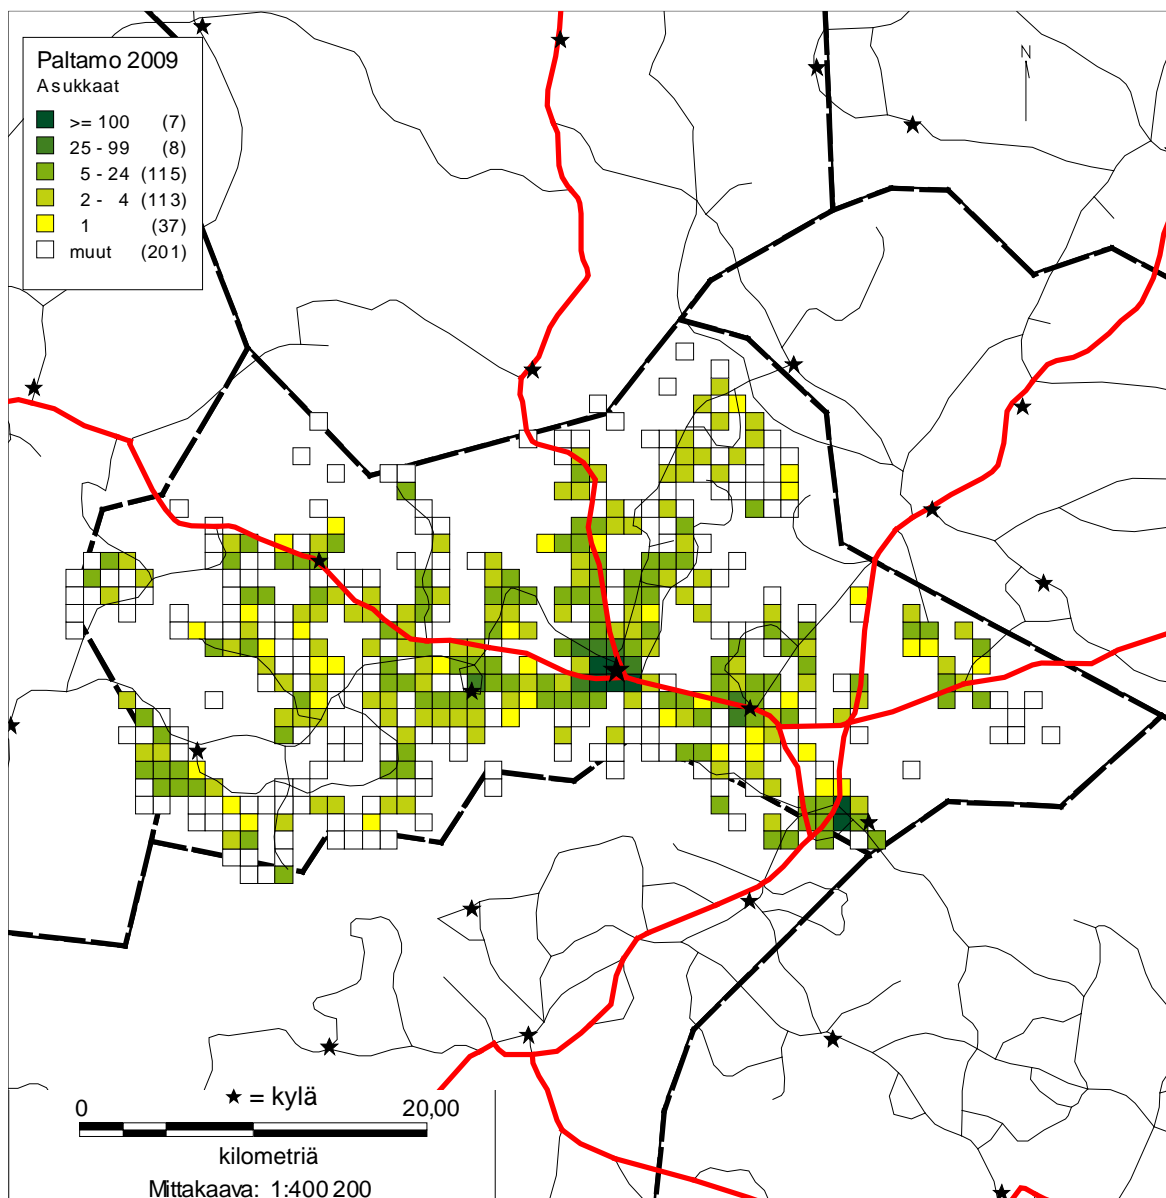 Paltamo 2009
Asukkaat
>= 100 (7)
25 - 99 (8)
5 - 24 (115)
2 - 4 (113)
1 (37)
muut (201)
N
★ = kylä
0 20,00
kilometriä
Mittakaava: 1:400 200